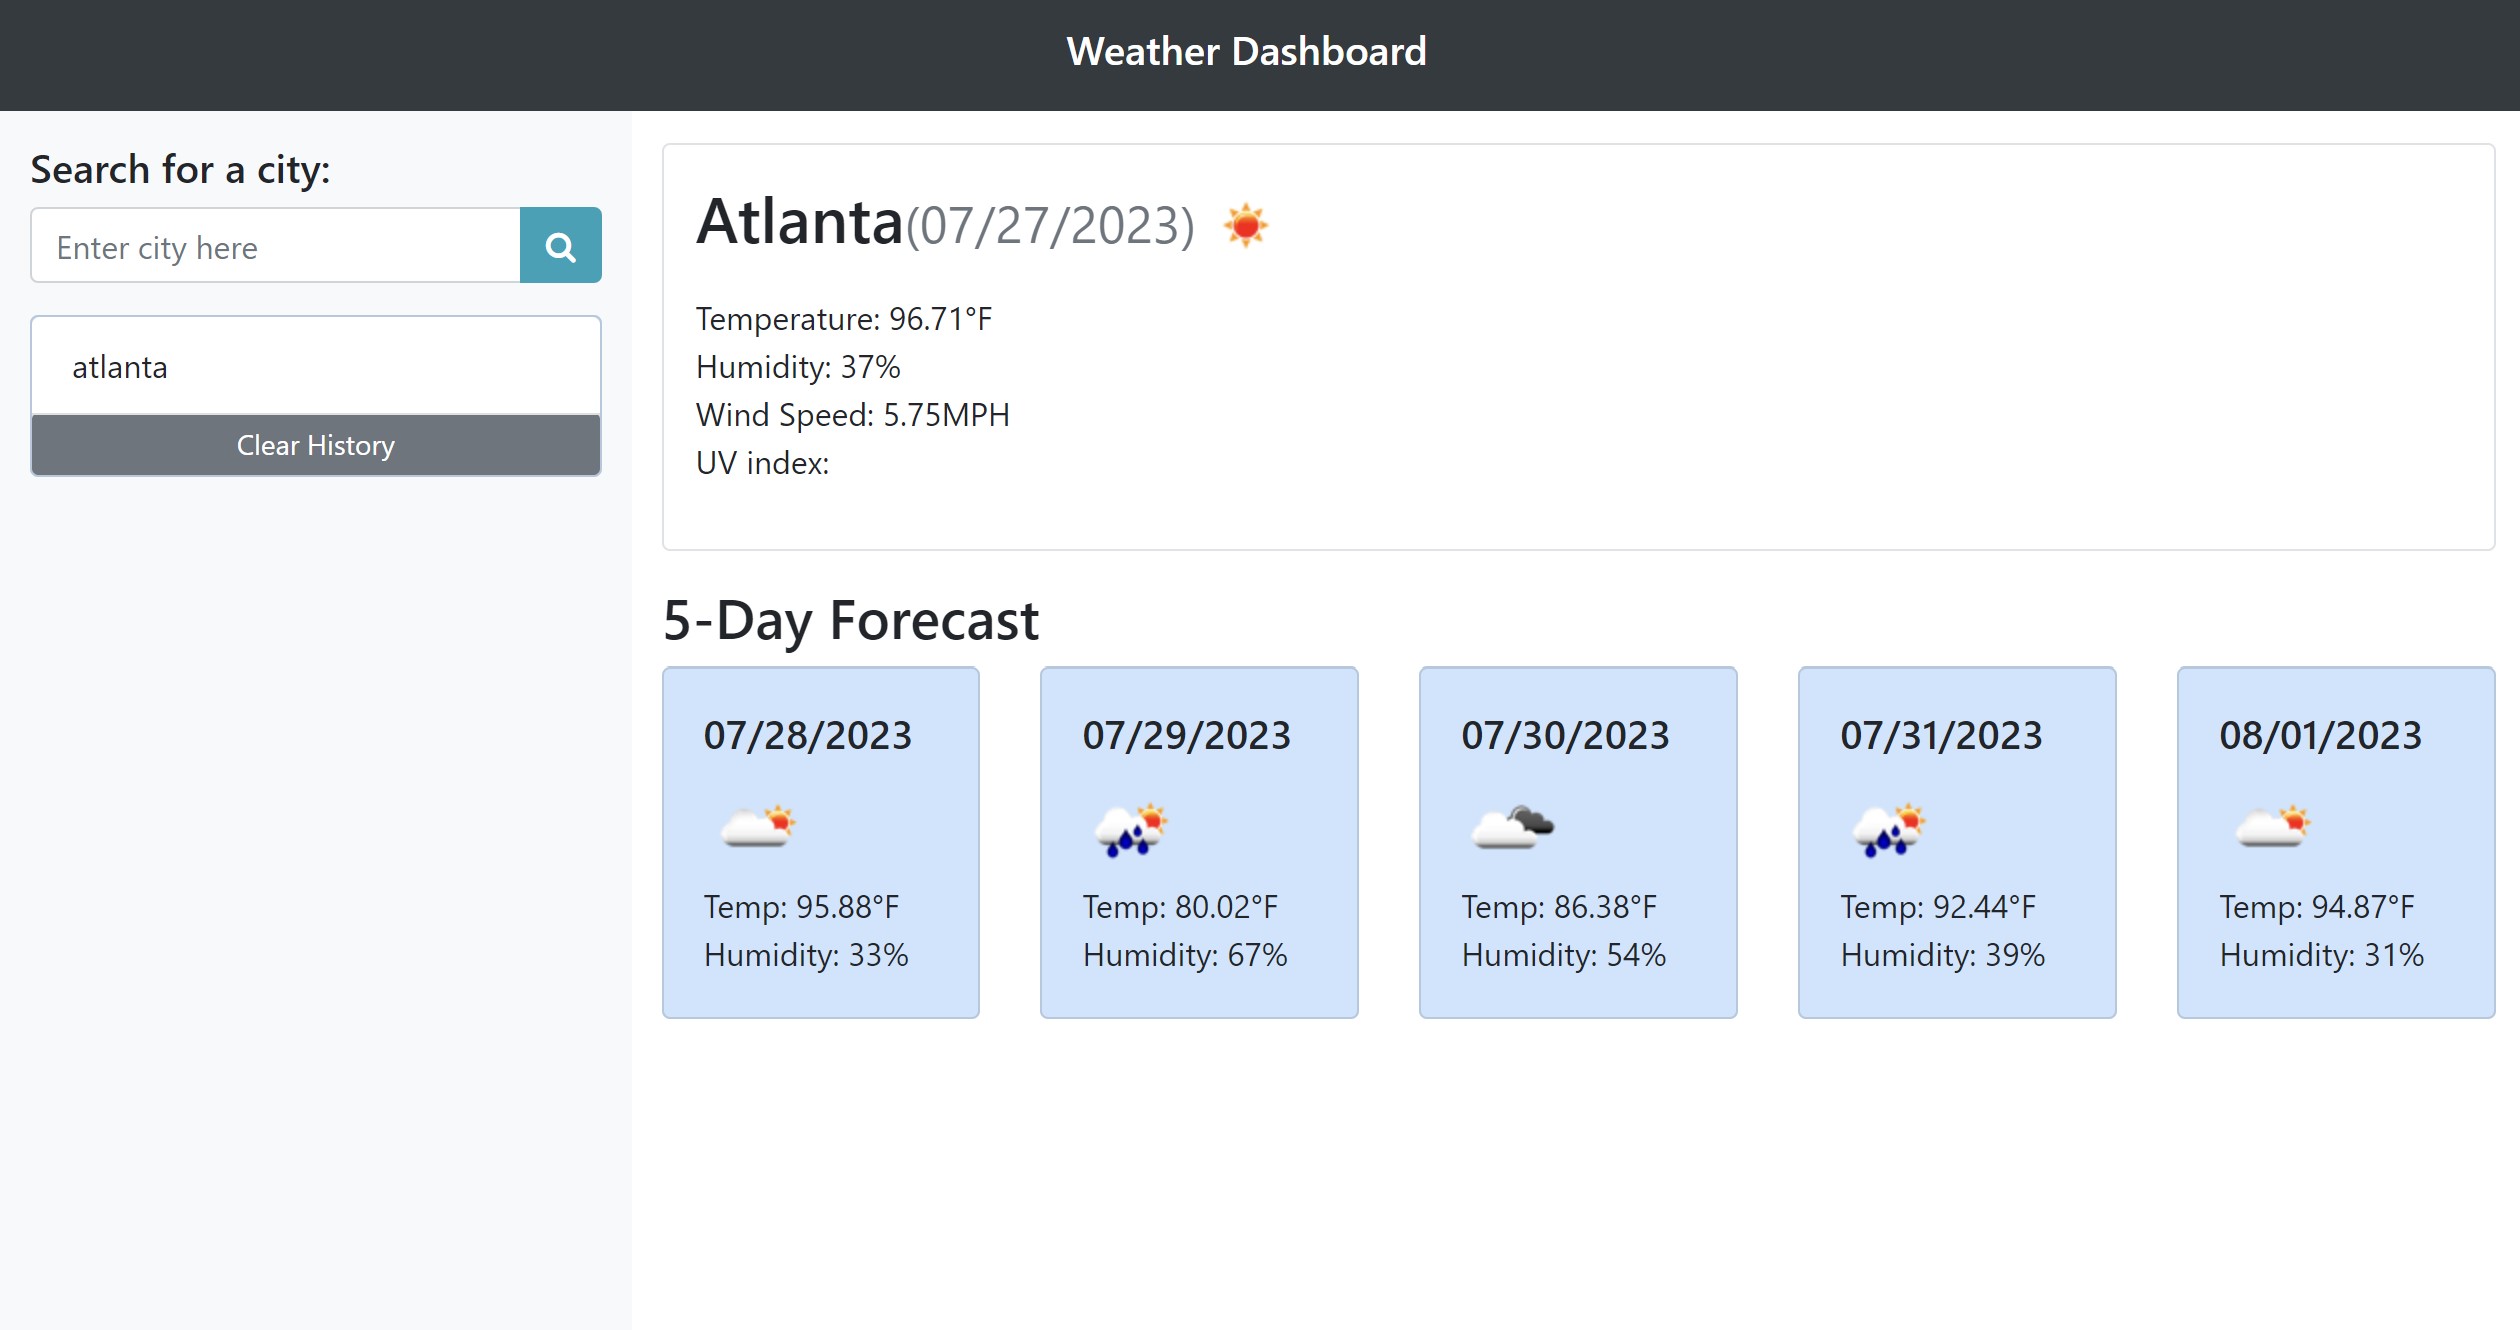 Weather Dashboard
Search for a city:
Enter city here
atlanta
Clear History
Atlanta(07/27/2023)
Temperature: 96.71°F
Humidity: 37%
Wind Speed: 5.75MPH
UV index:
5-Day Forecast
07/28/2023
Temp: 95.88°F
Humidity: 33%
07/29/2023
Temp: 80.02°F
Humidity: 67%
07/30/2023
Temp: 86.38°F
Humidity: 54%
07/31/2023
Temp: 92.44°F
Humidity: 39%
08/01/2023
Temp: 94.87°F
Humidity: 31%